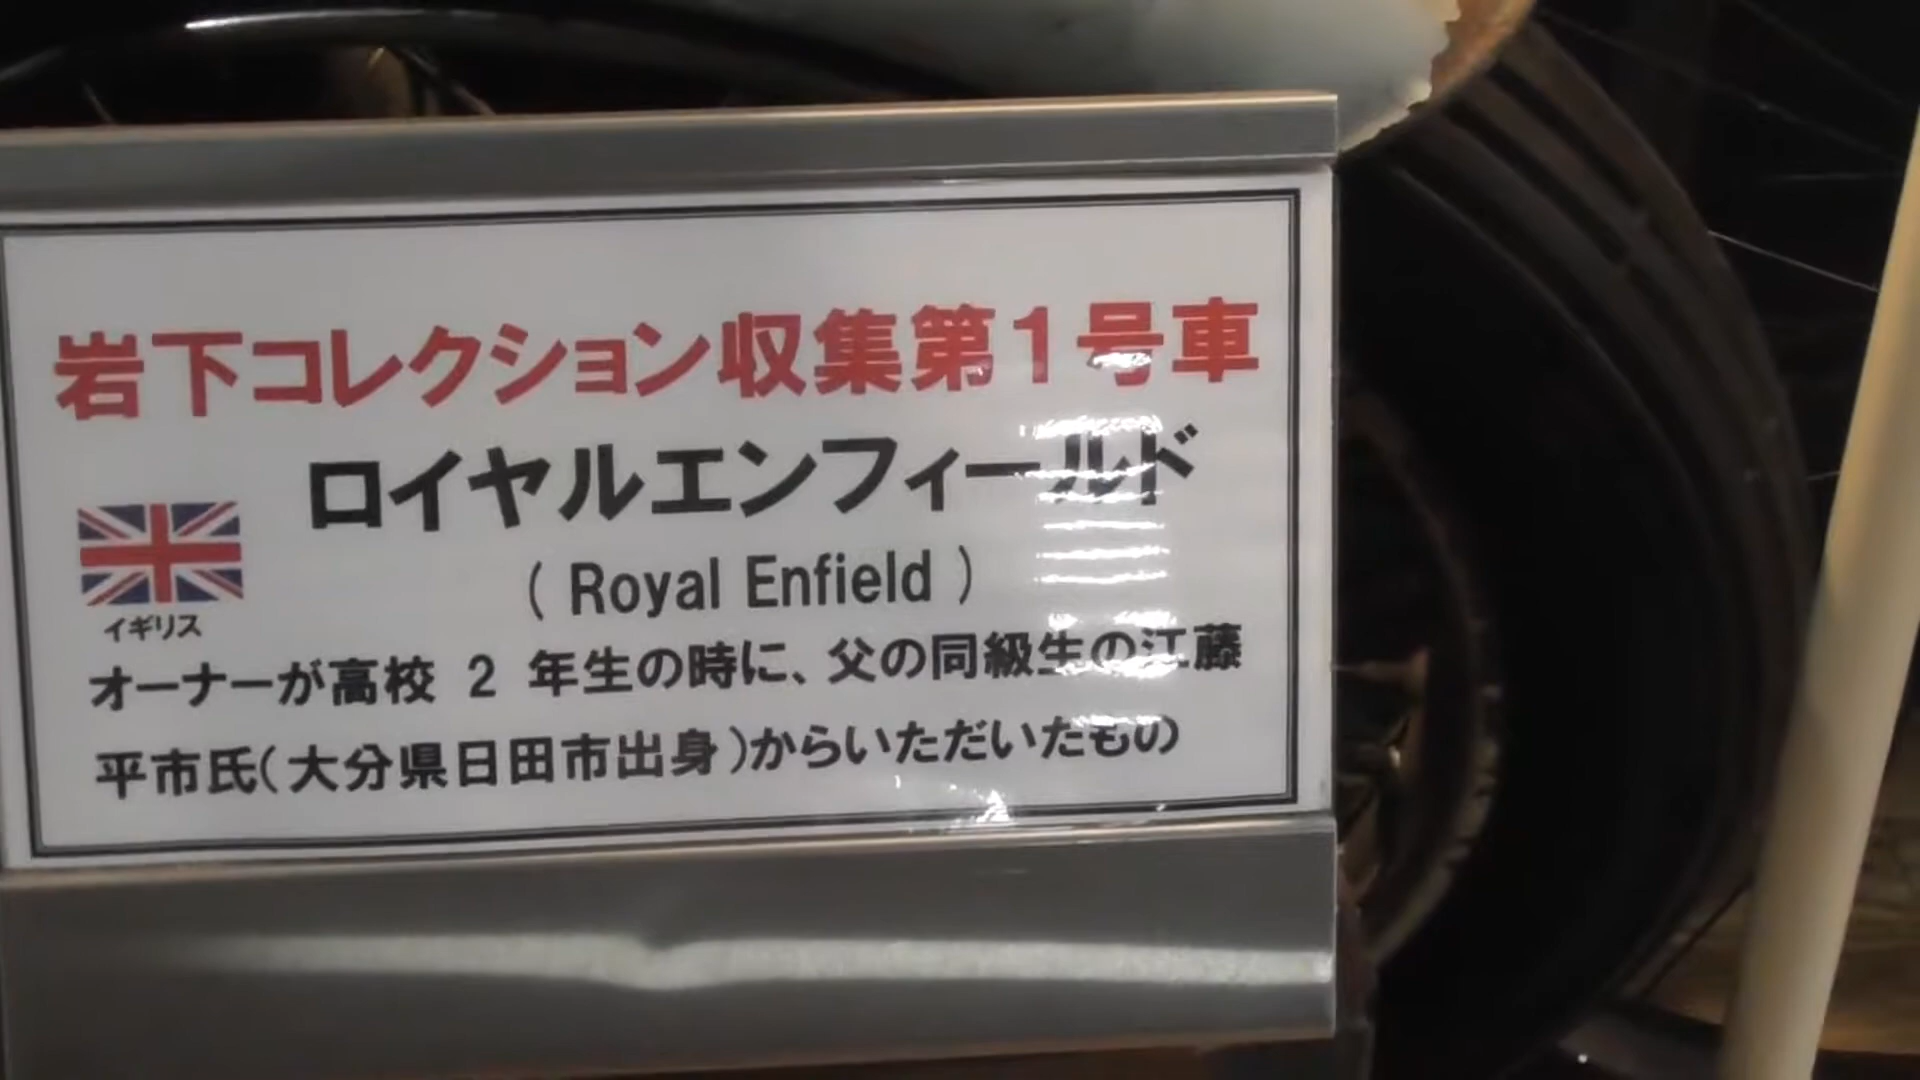 岩下コレクション収集第1号車
ロイヤルエンフィールド
( Royal Enfield )
イギリス
オーナーが高校 2 年生の時に、父の同級生の江藤
平市氏(大分県日田市出身)からいただいたもの